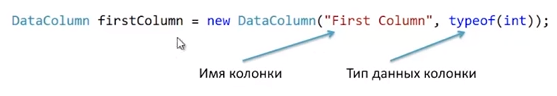 DataColumn firstColumn = new DataColumn("First Column", typeof(int));
Имя колонки
Тип данных колонки